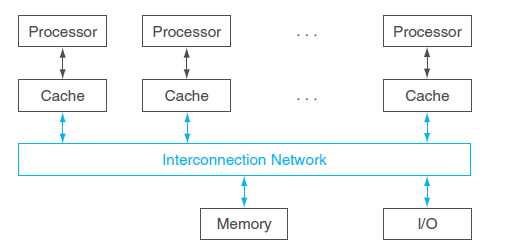 Processor Processor . . . Processor
Cache Cache . . . Cache
Interconnection Network
Memory I/O